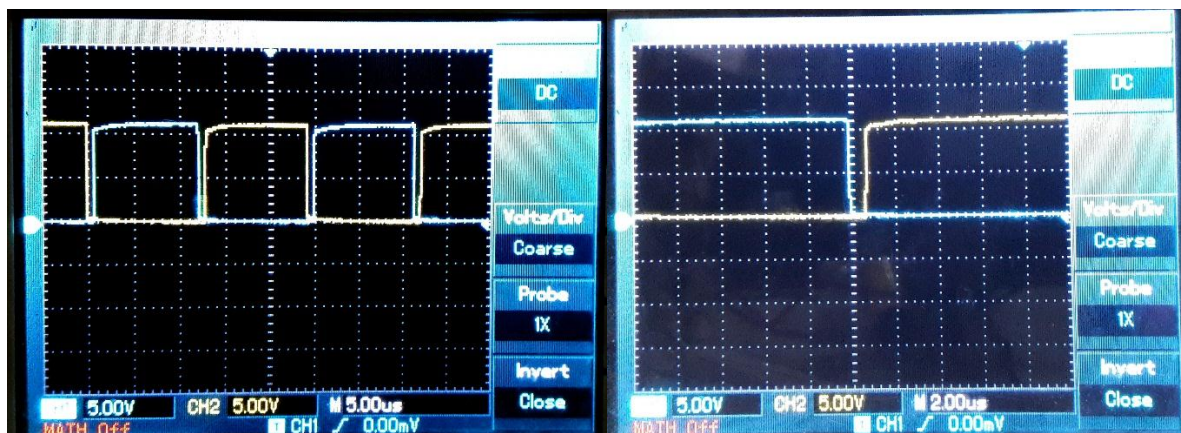 DC
Volts/Div
Coarse
Probe
1X
Invert
Close
5.00V CH2 5.00V M 5.00us
MATH Off 1 CH1 0.00mV
DC
Volts/Div
Coarse
Probe
1X
Invert
Close
5.00V CH2 5.00V M 2.00us
MATH Off 1 CH1 0.00mV